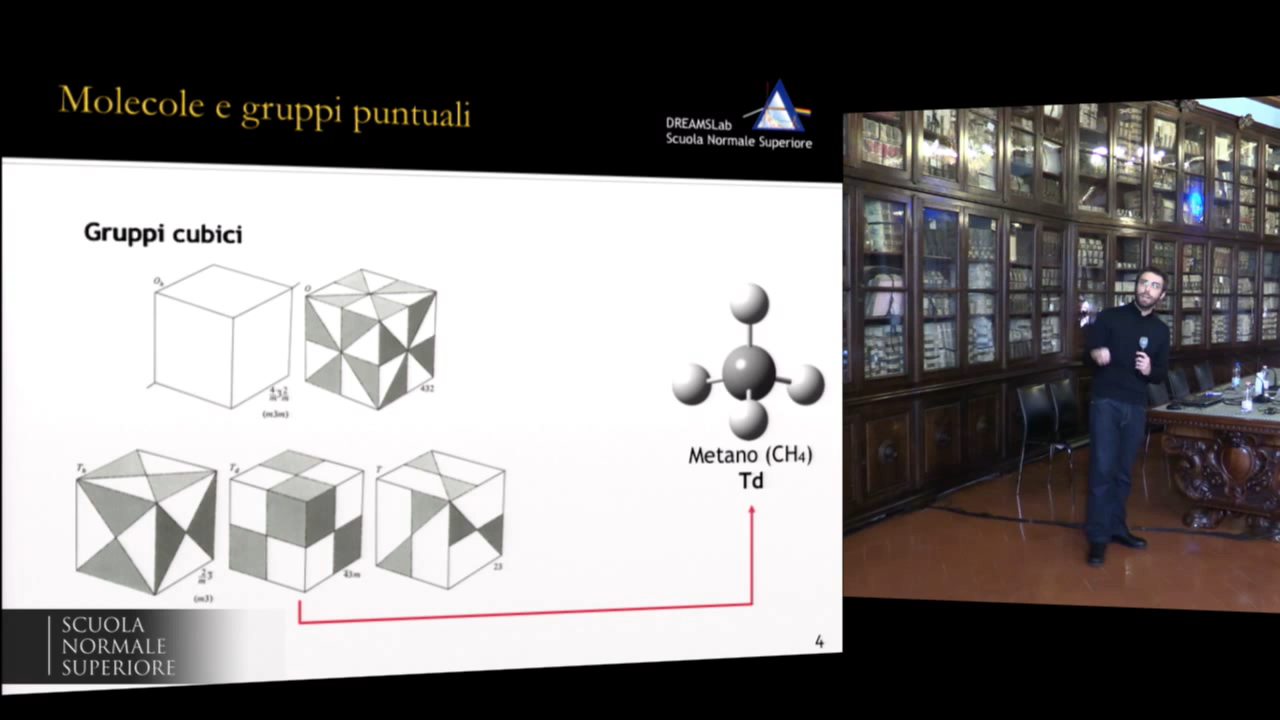 Molecole e gruppi puntuali
DREAMSLab
Scuola Normale Superiore
Gruppi cubici
Oh
O
432
(m3m)
Th
Td
T
43m
23
(m3)
Metano (CH4)
Td
4
SCUOLA
NORMALE
SUPERIORE